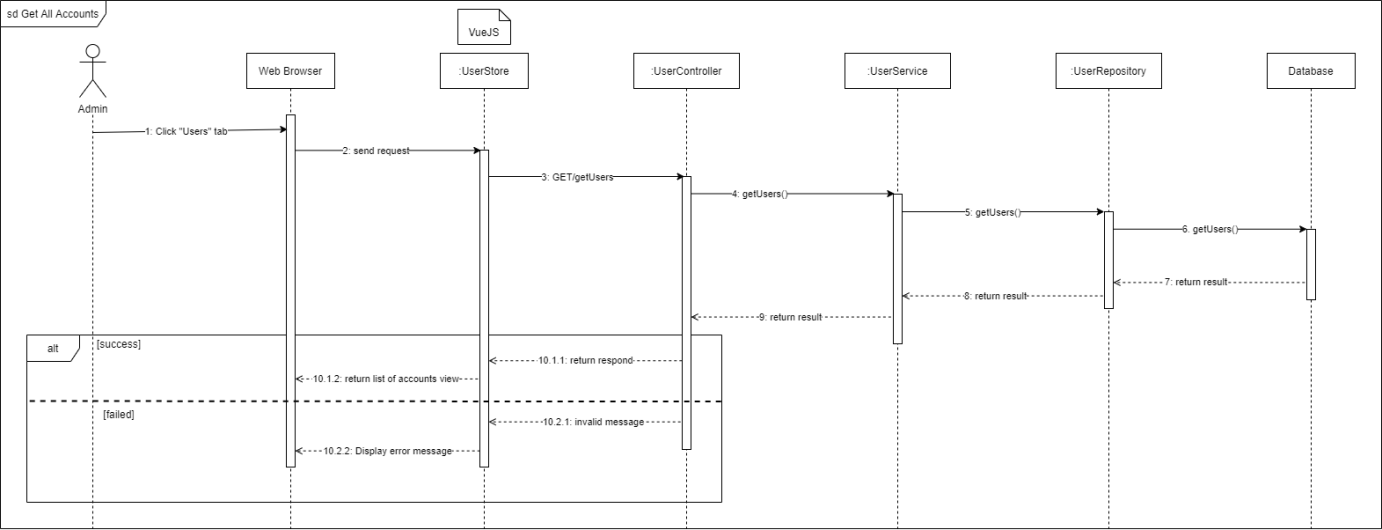 sd Get All Accounts
VueJS
Admin
Web Browser
:UserStore
:UserController
:UserService
:UserRepository
Database
1: Click "Users" tab
2: send request
3: GET/getUsers
4: getUsers()
5: getUsers()
6. getUsers()
7: return result
8: return result
9: return result
alt
[success]
10.1.1: return respond
10.1.2: return list of accounts view
[failed]
10.2.1: invalid message
10.2.2: Display error message